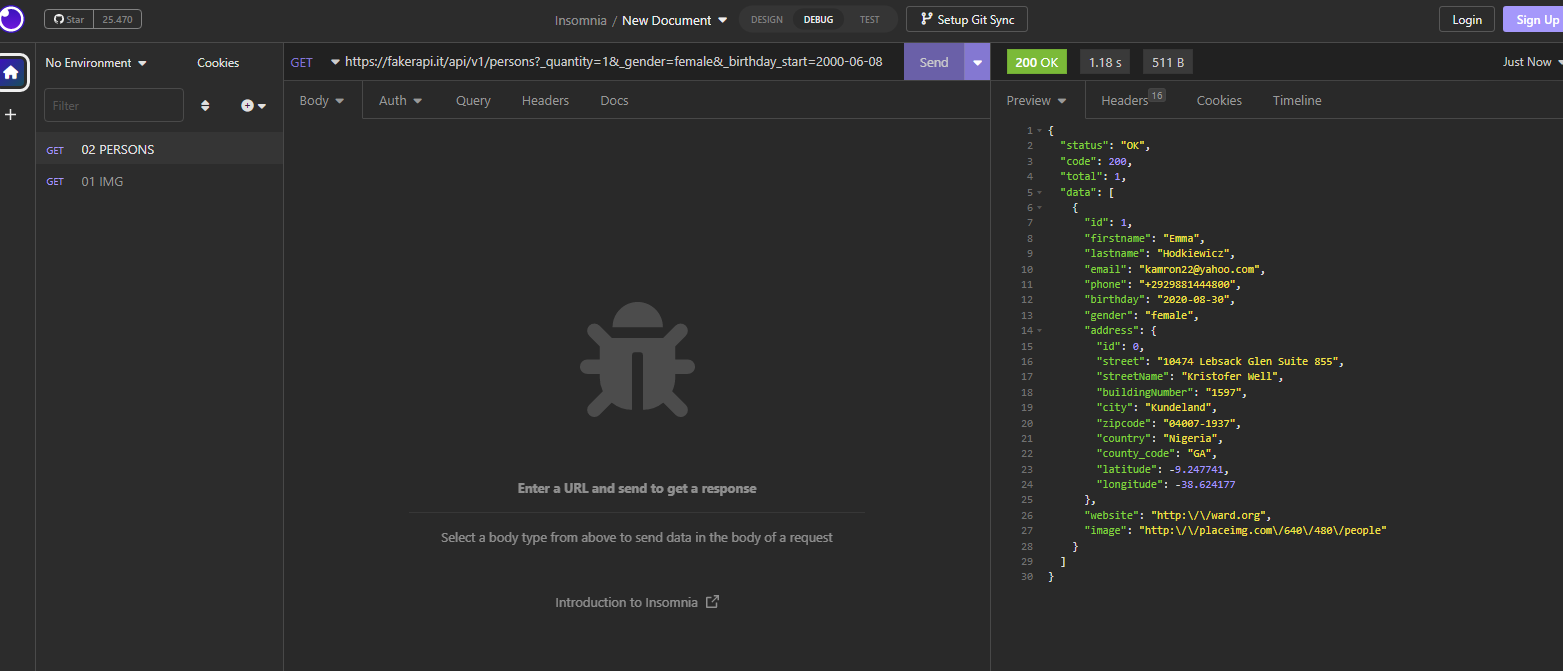 Star 25.470 Insomnia / New Document DESIGN DEBUG TEST Setup Git Sync Login Sign Up
No Environment Cookies GET https://fakerapi.it/api/v1/persons?_quantity=1&_gender=female&_birthday_start=2000-06-08 Send 200 OK 1.18 s 511 B Just Now
Filter Body Auth Query Headers Docs Preview Headers 16 Cookies Timeline
GET 02 PERSONS
GET 01 IMG
Enter a URL and send to get a response
Select a body type from above to send data in the body of a request
Introduction to Insomnia
1 {
2 "status": "OK",
3 "code": 200,
4 "total": 1,
5 "data": [
6 {
7 "id": 1,
8 "firstname": "Emma",
9 "lastname": "Hodkiewicz",
10 "email": "kamron22@yahoo.com",
11 "phone": "+2929881444800",
12 "birthday": "2020-08-30",
13 "gender": "female",
14 "address": {
15 "id": 0,
16 "street": "10474 Lebsack Glen Suite 855",
17 "streetName": "Kristofer Well",
18 "buildingNumber": "1597",
19 "city": "Kundeland",
20 "zipcode": "04007-1937",
21 "country": "Nigeria",
22 "county_code": "GA",
23 "latitude": -9.247741,
24 "longitude": -38.624177
25 },
26 "website": "http:\/\/ward.org",
27 "image": "http:\/\/placeimg.com\/640\/480\/people"
28 }
29 ]
30 }